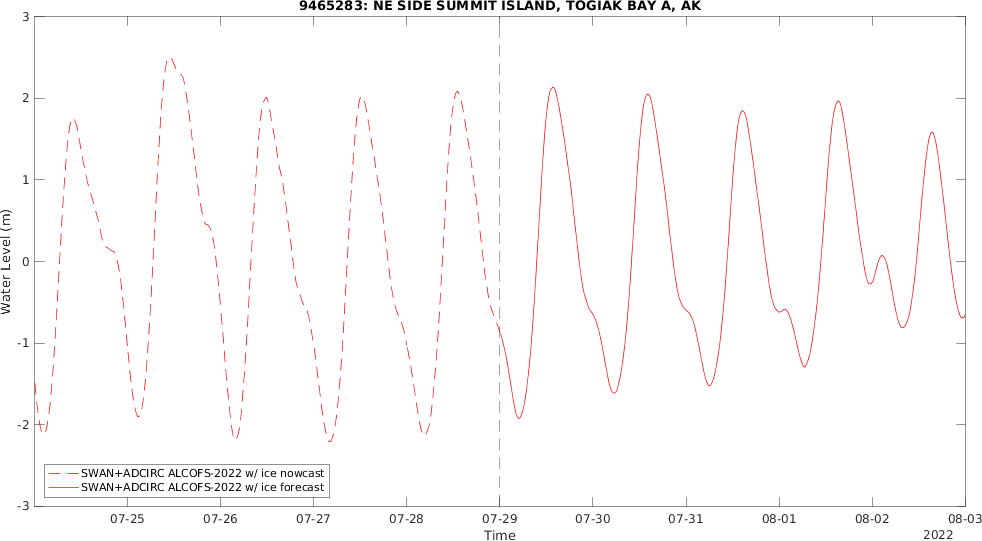 9465283: NE SIDE SUMMIT ISLAND, TOGIAK BAY A, AK
3
2
1
0
-1
-2
-3
Water Level (m)
SWAN+ADCIRC ALCOFS-2022 w/ ice nowcast
SWAN+ADCIRC ALCOFS-2022 w/ ice forecast
07-25 07-26 07-27 07-28 07-29 07-30 07-31 08-01 08-02 08-03
Time
2022